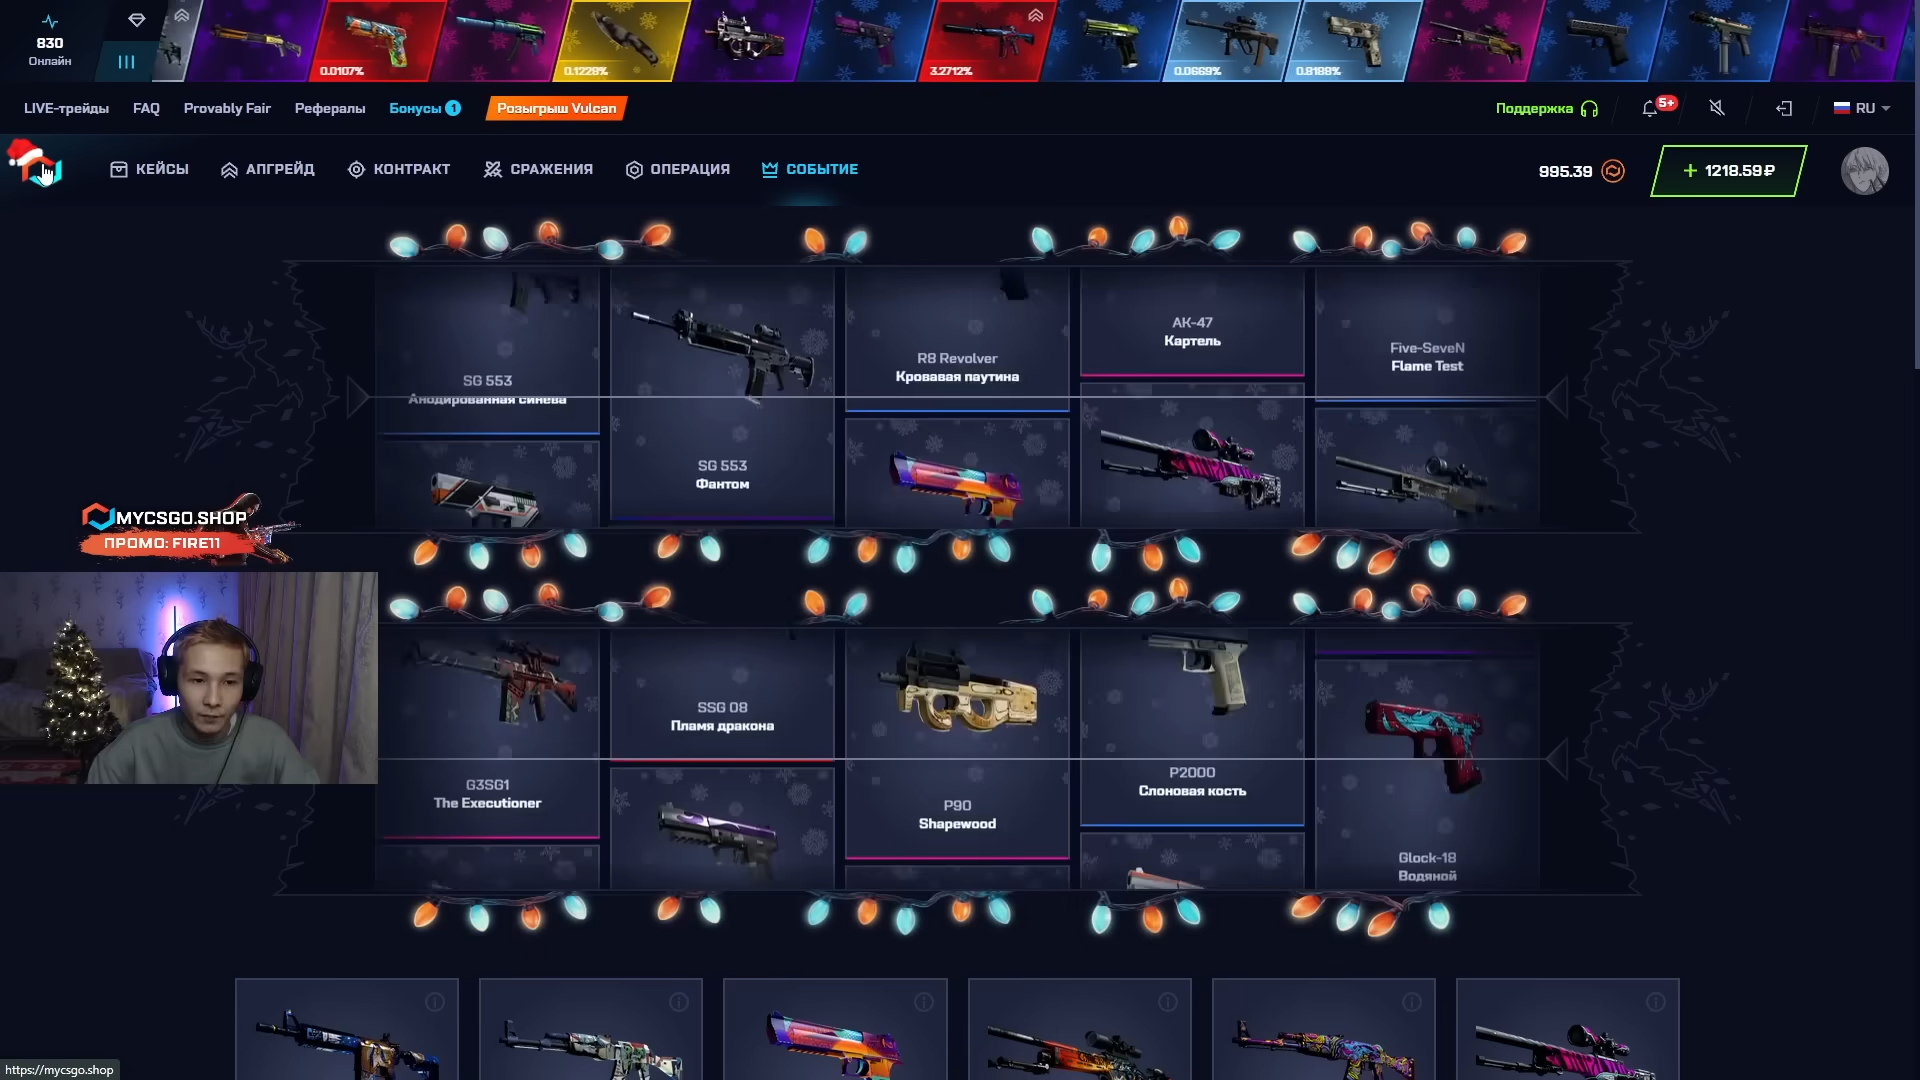 830
Онлайн
0.0107%
0.1228%
3.2712%
0.0669%
0.8188%
LIVE-трейды
FAQ
Provably Fair
Рефералы
Бонусы 1
Розыгрыш Vulcan
Поддержка
5+
RU
КЕЙСЫ
АПГРЕЙД
КОНТРАКТ
СРАЖЕНИЯ
ОПЕРАЦИЯ
СОБЫТИЕ
995.39
+ 1218.59₽
SG 553
Анодированная синева
SG 553
Фантом
R8 Revolver
Кровавая паутина
AK-47
Картель
Five-SeveN
Flame Test
MYCSGO.SHOP
ПРОМО: FIRE11
G3SG1
The Executioner
SSG 08
Пламя дракона
P90
Shapewood
P2000
Слоновая кость
Glock-18
Водяной
https://mycsgo.shop